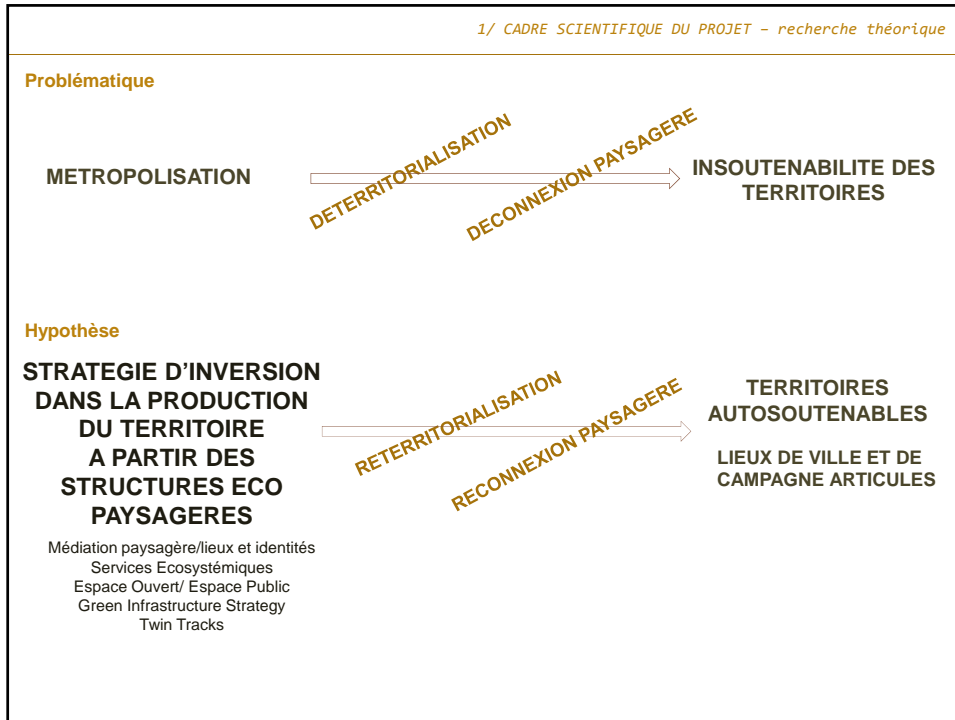 1/ CADRE SCIENTIFIQUE DU PROJET – recherche théorique
Problématique
METROPOLISATION
DETERRITORIALISATION
DECONNEXION PAYSAGERE
INSOUTENABILITE DES
TERRITOIRES
Hypothèse
STRATEGIE D’INVERSION
DANS LA PRODUCTION
DU TERRITOIRE
A PARTIR DES
STRUCTURES ECO
PAYSAGERES
Médiation paysagère/lieux et identités
Services Ecosystémiques
Espace Ouvert/ Espace Public
Green Infrastructure Strategy
Twin Tracks
RETERRITORIALISATION
RECONNEXION PAYSAGERE
TERRITOIRES
AUTOSOUTENABLES
LIEUX DE VILLE ET DE
CAMPAGNE ARTICULES